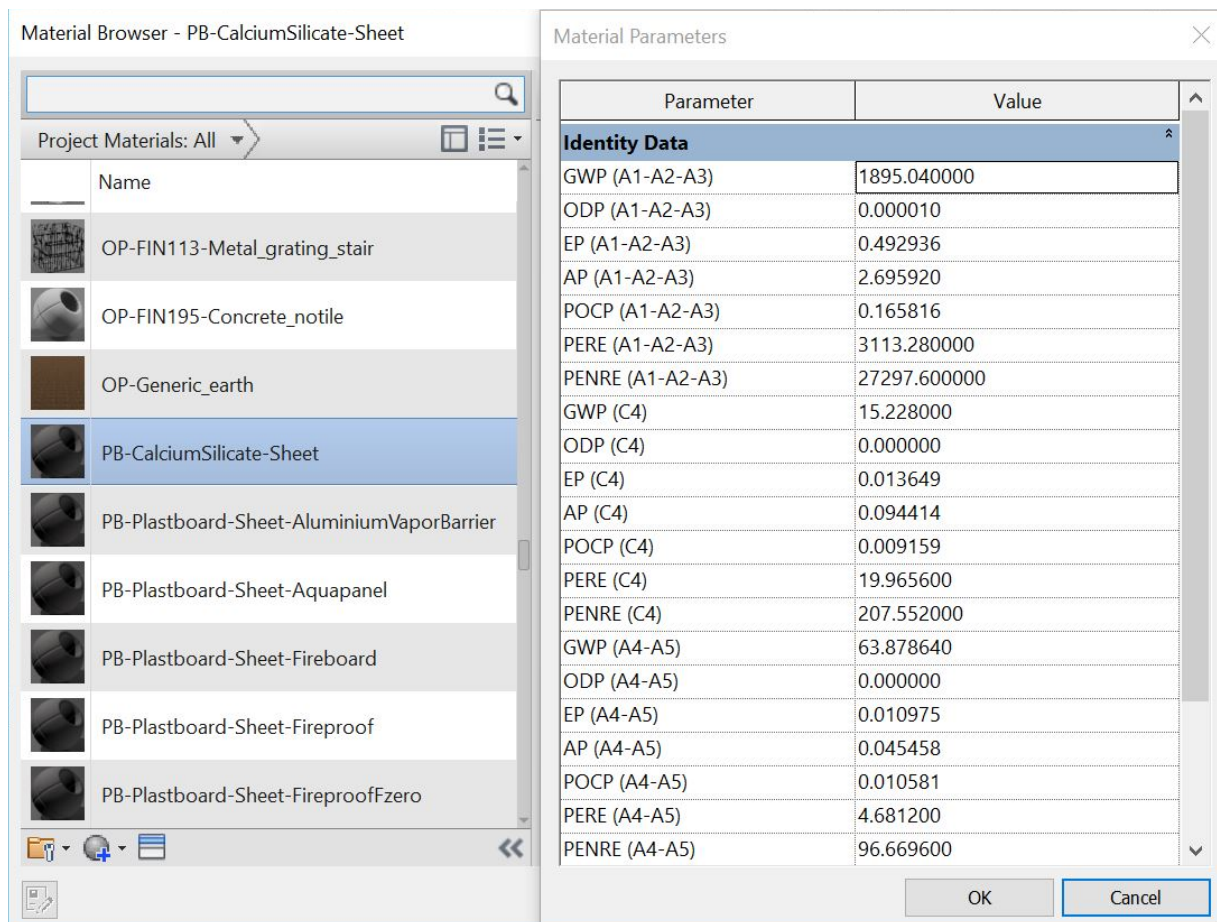 Material Browser - PB-CalciumSilicate-Sheet
Project Materials: All
Name
OP-FIN113-Metal_grating_stair
OP-FIN195-Concrete_notile
OP-Generic_earth
PB-CalciumSilicate-Sheet
PB-Plastboard-Sheet-AluminiumVaporBarrier
PB-Plastboard-Sheet-Aquapanel
PB-Plastboard-Sheet-Fireboard
PB-Plastboard-Sheet-Fireproof
PB-Plastboard-Sheet-FireproofFzero
Material Parameters
Parameter Value
Identity Data
GWP (A1-A2-A3) 1895.040000
ODP (A1-A2-A3) 0.000010
EP (A1-A2-A3) 0.492936
AP (A1-A2-A3) 2.695920
POCP (A1-A2-A3) 0.165816
PERE (A1-A2-A3) 3113.280000
PENRE (A1-A2-A3) 27297.600000
GWP (C4) 15.228000
ODP (C4) 0.000000
EP (C4) 0.013649
AP (C4) 0.094414
POCP (C4) 0.009159
PERE (C4) 19.965600
PENRE (C4) 207.552000
GWP (A4-A5) 63.878640
ODP (A4-A5) 0.000000
EP (A4-A5) 0.010975
AP (A4-A5) 0.045458
POCP (A4-A5) 0.010581
PERE (A4-A5) 4.681200
PENRE (A4-A5) 96.669600
OK Cancel